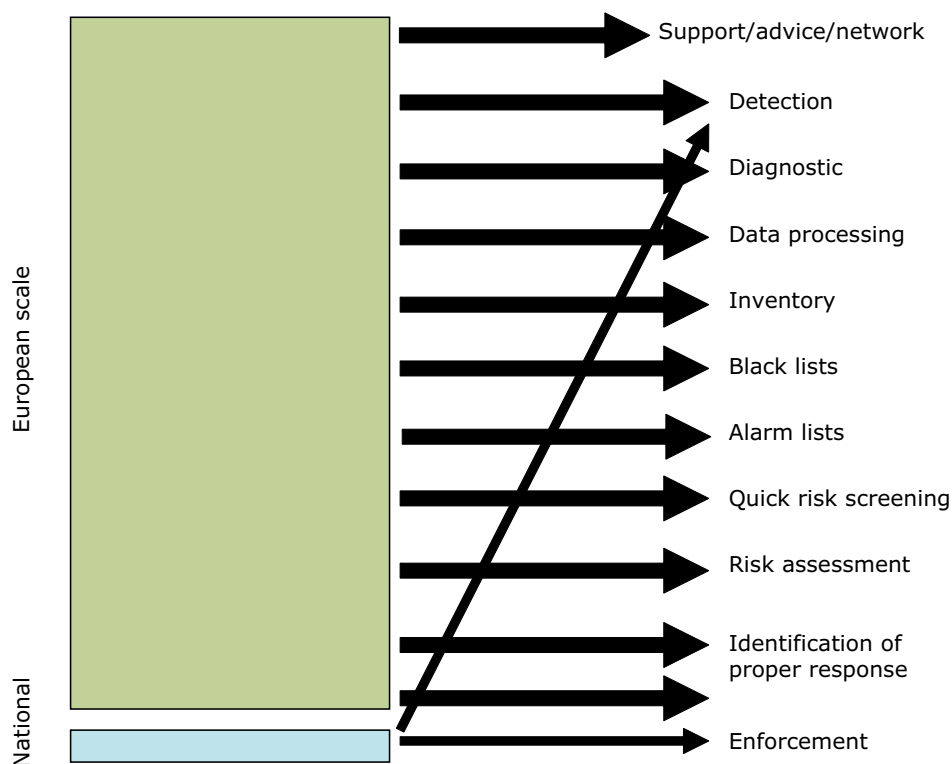 Support/advice/network
Detection
Diagnostic
Data processing
Inventory
European scale
Black lists
Alarm lists
Quick risk screening
Risk assessment
Identification of
proper response
National
Enforcement